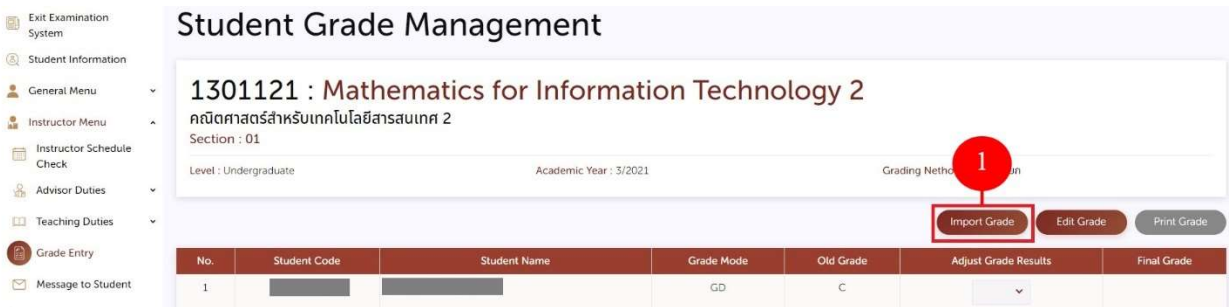 Exit Examination
System
Student Information
General Menu
Instructor Menu
Instructor Schedule
Check
Advisor Duties
Teaching Duties
Grade Entry
Message to Student
Student Grade Management
1301121 : Mathematics for Information Technology 2
คณิตศาสตร์สำหรับเทคโนโลยีสารสนเทศ 2
Section : 01
Level : Undergraduate Academic Year : 3/2021 Grading Netho
1
Import Grade Edit Grade Print Grade
No. Student Code Student Name Grade Mode Old Grade Adjust Grade Results Final Grade
1 GD C